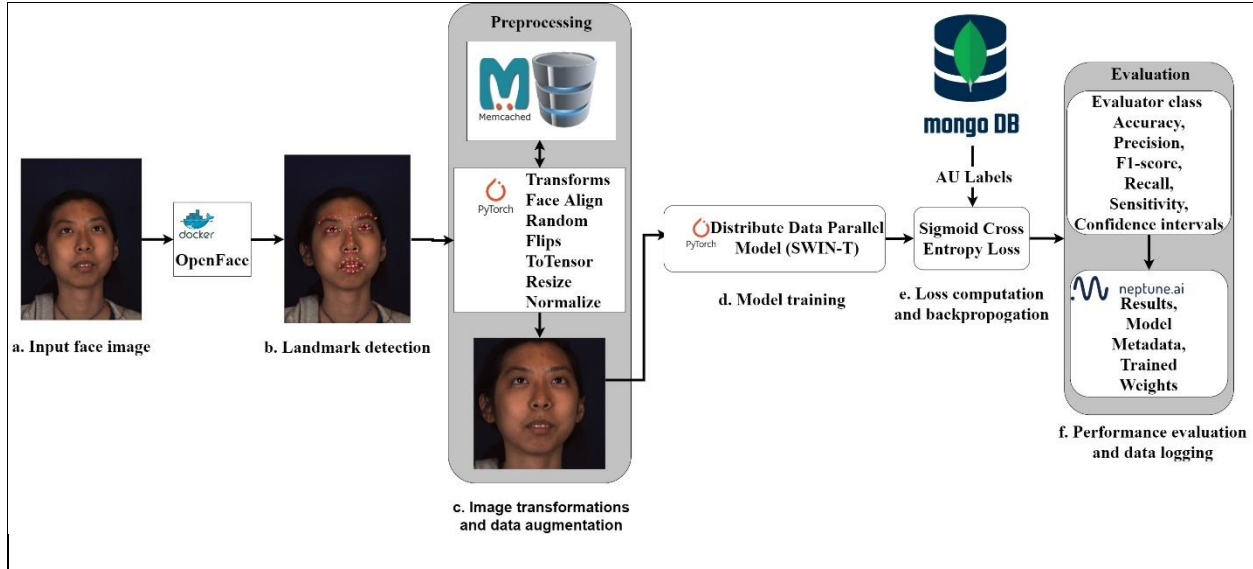 Preprocessing
Memcached
PyTorch
Transforms
Face Align
Random
Flips
ToTensor
Resize
Normalize
docker
OpenFace
a. Input face image
b. Landmark detection
c. Image transformations
and data augmentation
PyTorch
Distribute Data Parallel
Model (SWIN-T)
d. Model training
mongo DB
AU Labels
Sigmoid Cross
Entropy Loss
e. Loss computation
and backpropogation
Evaluation
Evaluator class
Accuracy,
Precision,
F1-score,
Recall,
Sensitivity,
Confidence intervals
neptune.ai
Results,
Model
Metadata,
Trained
Weights
f. Performance evaluation
and data logging